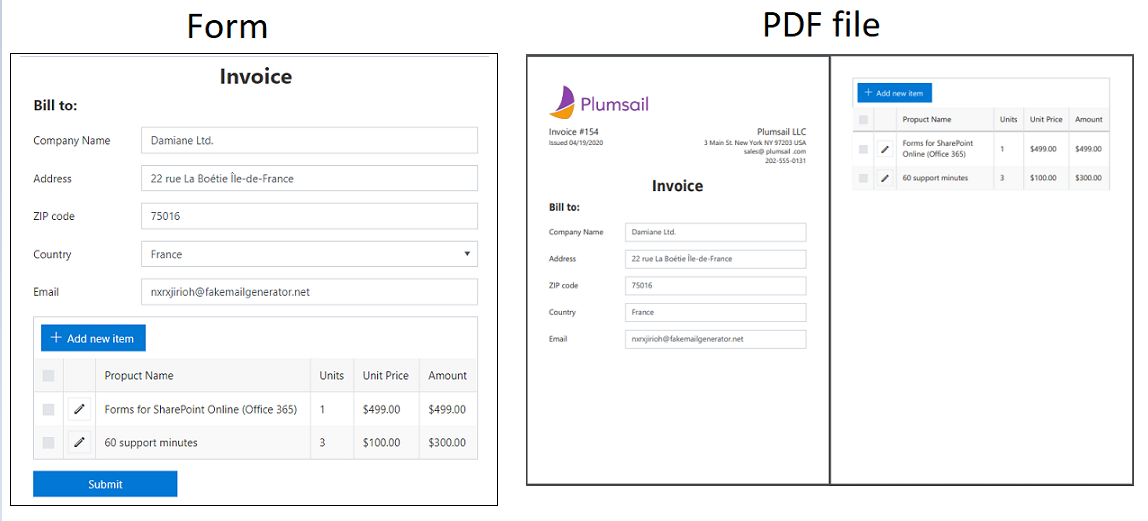 Form
Invoice
Bill to:
Company Name Damiane Ltd.
Address 22 rue La Boétie Île-de-France
ZIP code 75016
Country France
Email nxrxjirioh@fakemailgenerator.net
+ Add new item
Propuct Name Units Unit Price Amount
Forms for SharePoint Online (Office 365) 1 $499.00 $499.00
60 support minutes 3 $100.00 $300.00
Submit
PDF file
Plumsail
Invoice #154 Plumsail LLC
Issued 04/19/2020 3 Main St. New York NY 97203 USA
sales@ plumsail .com
202-555-0131
Invoice
Bill to:
Company Name Damiane Ltd.
Address 22 rue La Boétie Île-de-France
ZIP code 75016
Country France
Email nxrxjirioh@fakemailgenerator.net
+ Add new item
Propuct Name Units Unit Price Amount
Forms for SharePoint
Online (Office 365) 1 $499.00 $499.00
60 support minutes 3 $100.00 $300.00